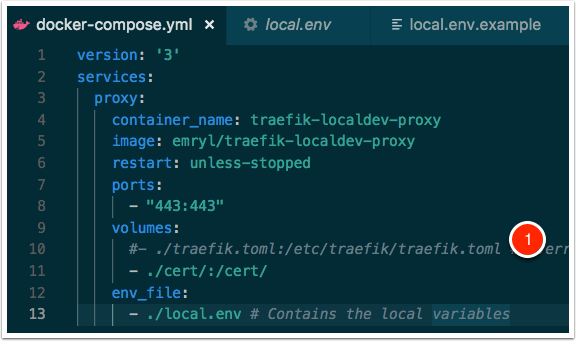 docker-compose.yml × local.env local.env.example
1 version: '3'
2 services:
3 proxy:
4 container_name: traefik-localdev-proxy
5 image: emryl/traefik-localdev-proxy
6 restart: unless-stopped
7 ports:
8 - "443:443"
9 volumes:
10 #- ./traefik.toml:/etc/traefik/traefik.toml
1
11 - ./cert/:/cert/
12 env_file:
13 - ./local.env # Contains the local variables